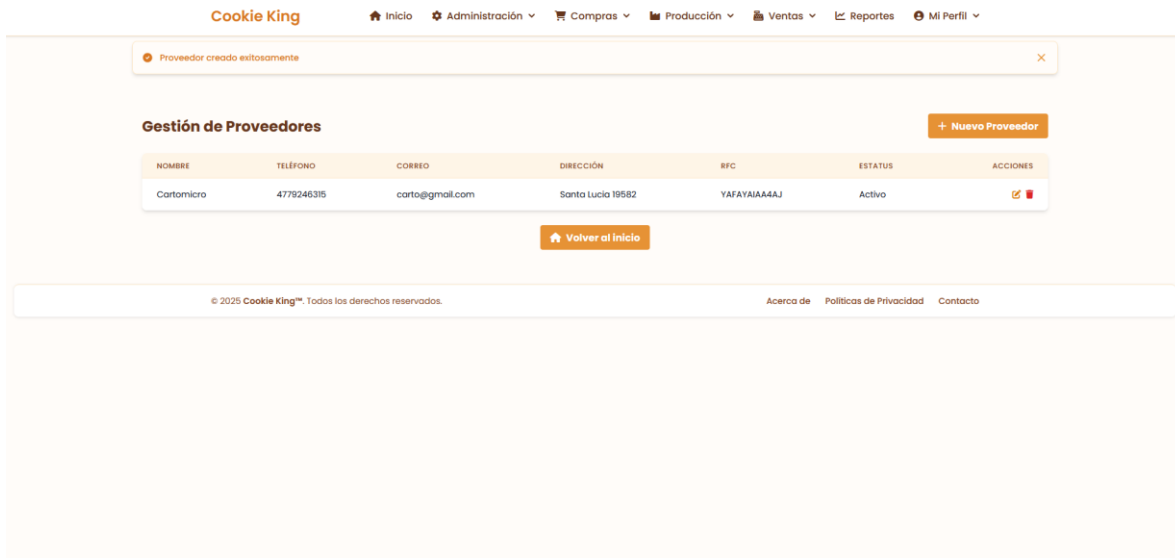 Cookie King Inicio Administración Compras Producción Ventas Reportes Mi Perfil
Proveedor creado exitosamente
Gestión de Proveedores + Nuevo Proveedor
NOMBRE TELÉFONO CORREO DIRECCIÓN RFC ESTATUS ACCIONES
Cartomicro 4779246315 carto@gmail.com Santa Lucia 19582 YAFAYAIAA4AJ Activo
Volver al inicio
© 2025 Cookie King™. Todos los derechos reservados. Acerca de Políticas de Privacidad Contacto